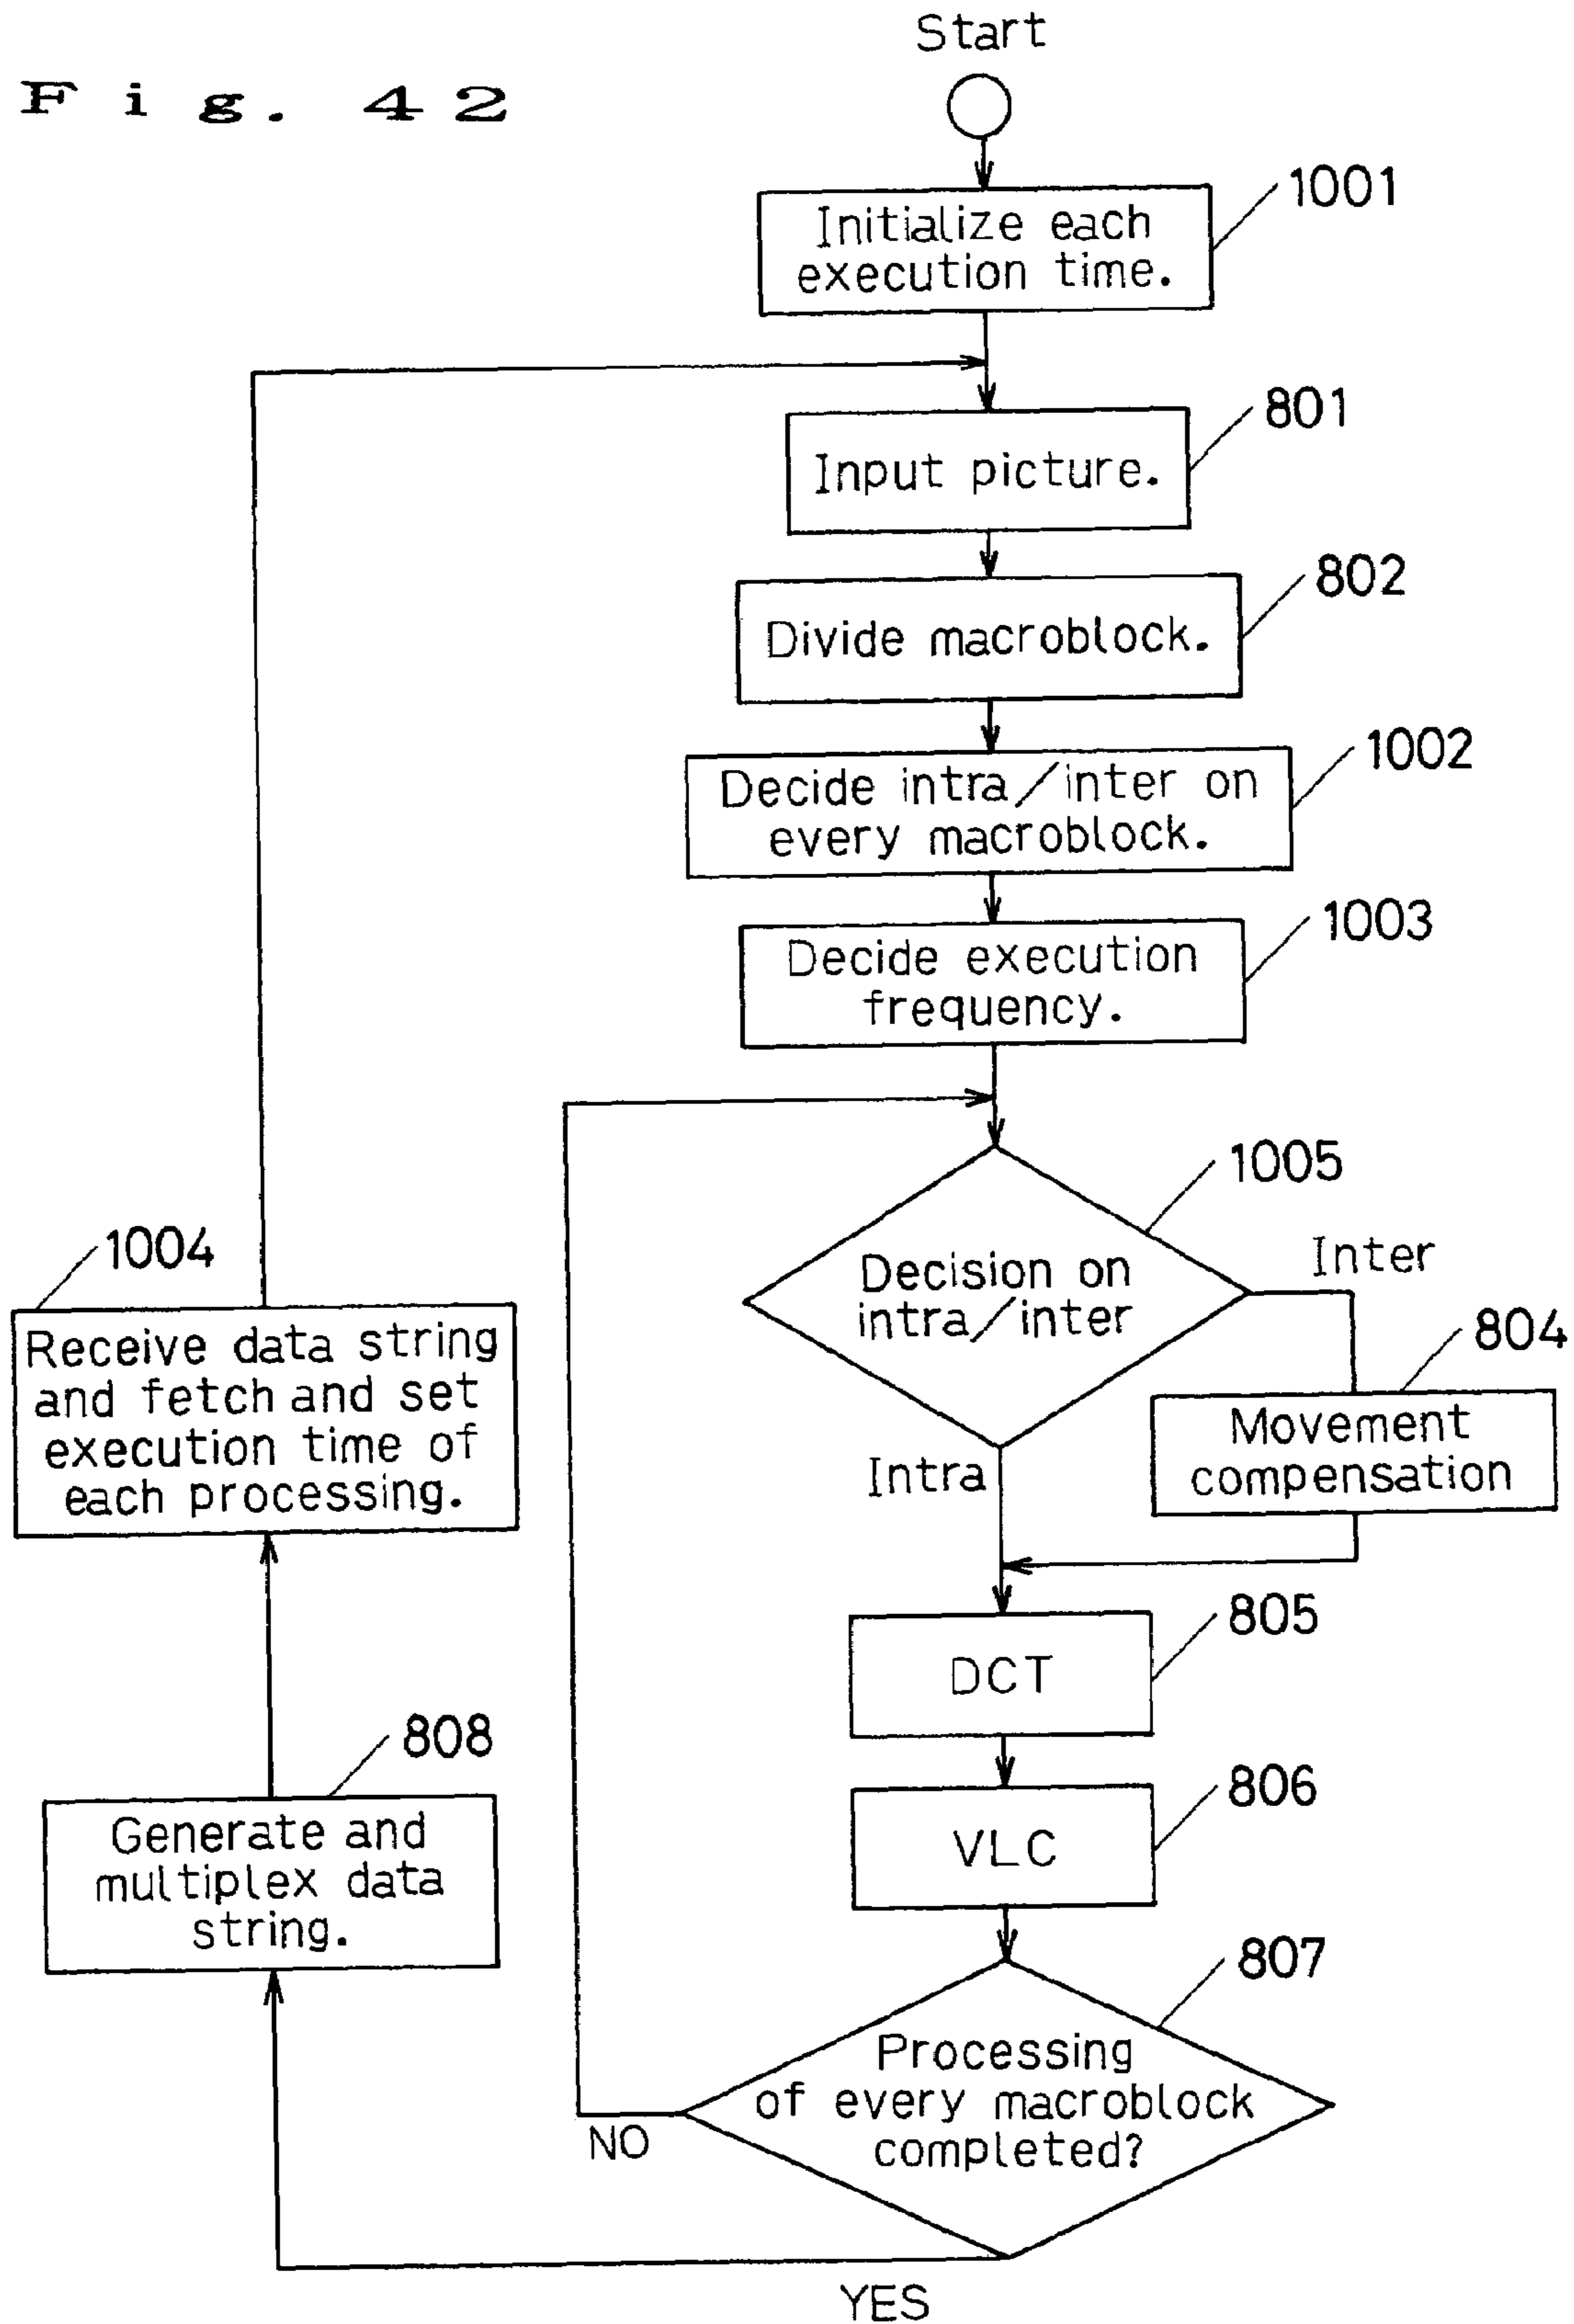 Fig. 42
Start
1001
Initialize each
execution time.
801
Input picture.
802
Divide macroblock.
1002
Decide intra/inter on
every macroblock.
1003
Decide execution
frequency.
1005
Decision on
intra/inter
Inter
Intra
804
Movement
compensation
805
DCT
806
VLC
807
Processing
of every macroblock
completed?
NO
YES
808
Generate and
multiplex data
string.
1004
Receive data string
and fetch and set
execution time of
each processing.